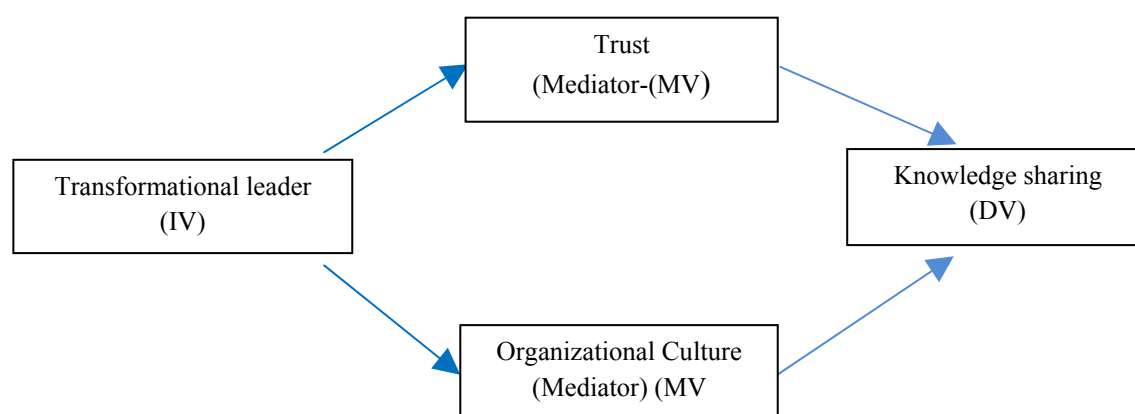 Trust
(Mediator-(MV)
Transformational leader
(IV)
Knowledge sharing
(DV)
Organizational Culture
(Mediator) (MV